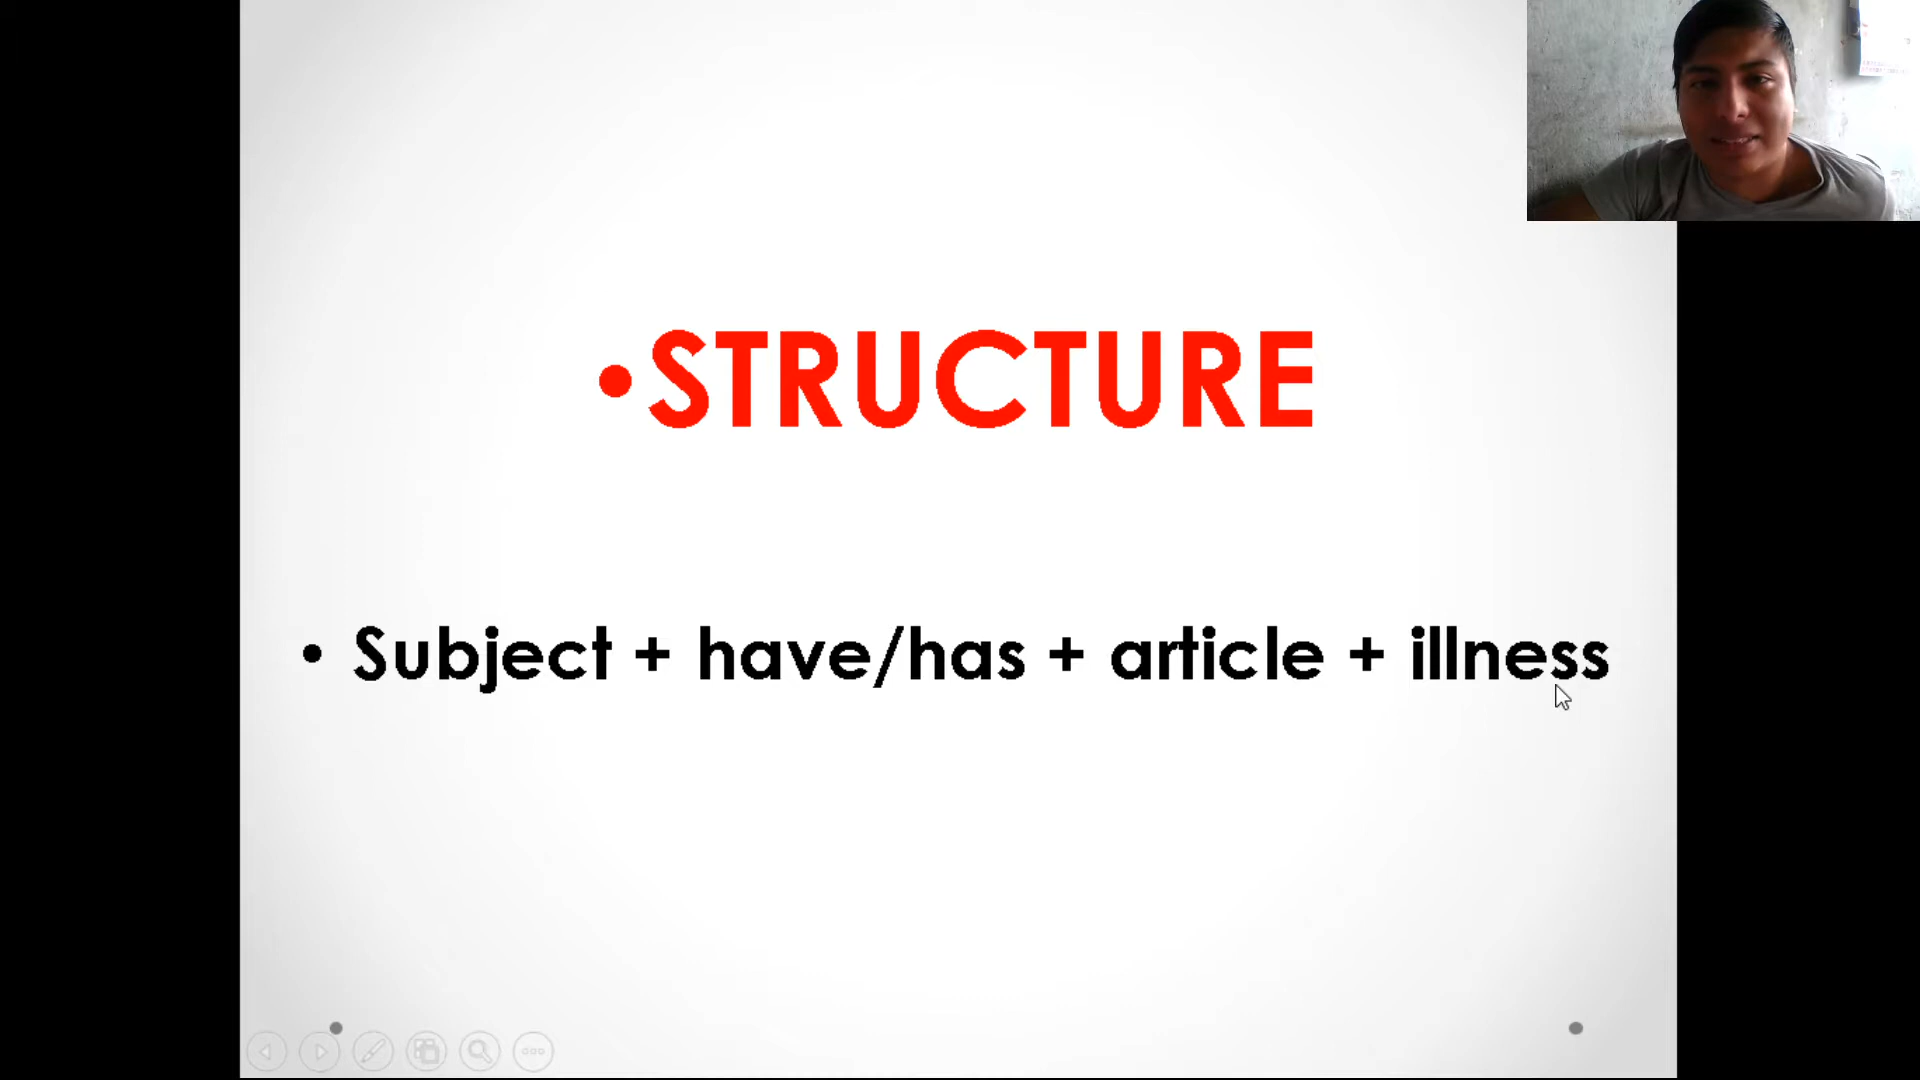 •STRUCTURE
• Subject + have/has + article + illness